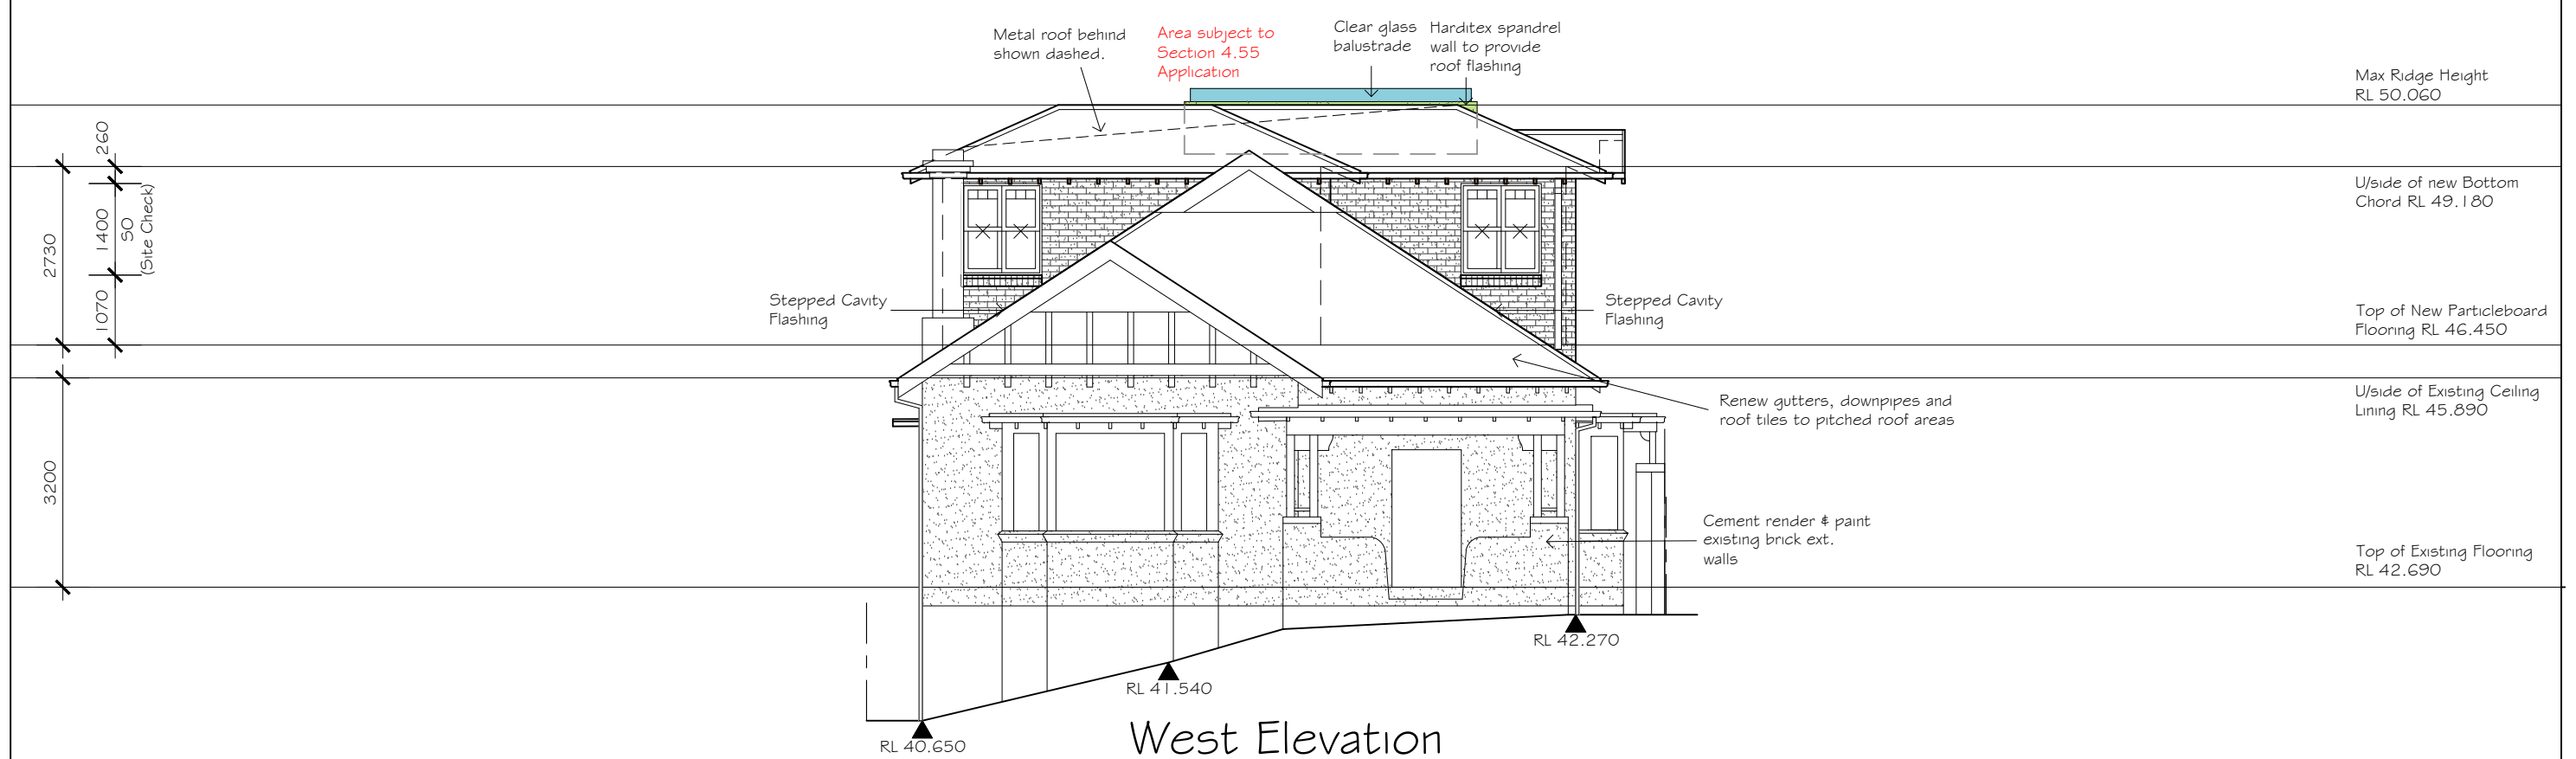 Metal roof behind
shown dashed.
Area subject to
Section 4.55
Application
Clear glass
balustrade
Harditex spandrel
wall to provide
roof flashing
Max Ridge Height
RL 50.060
U/side of new Bottom
Chord RL 49.180
Top of New Particleboard
Flooring RL 46.450
U/side of Existing Ceiling
Lining RL 45.890
Top of Existing Flooring
RL 42.690
260
1400
50
(Site Check)
1070
2730
3200
Stepped Cavity
Flashing
Stepped Cavity
Flashing
Renew gutters, downpipes and
roof tiles to pitched roof areas
Cement render & paint
existing brick ext.
walls
RL 42.270
RL 41.540
RL 40.650
West Elevation